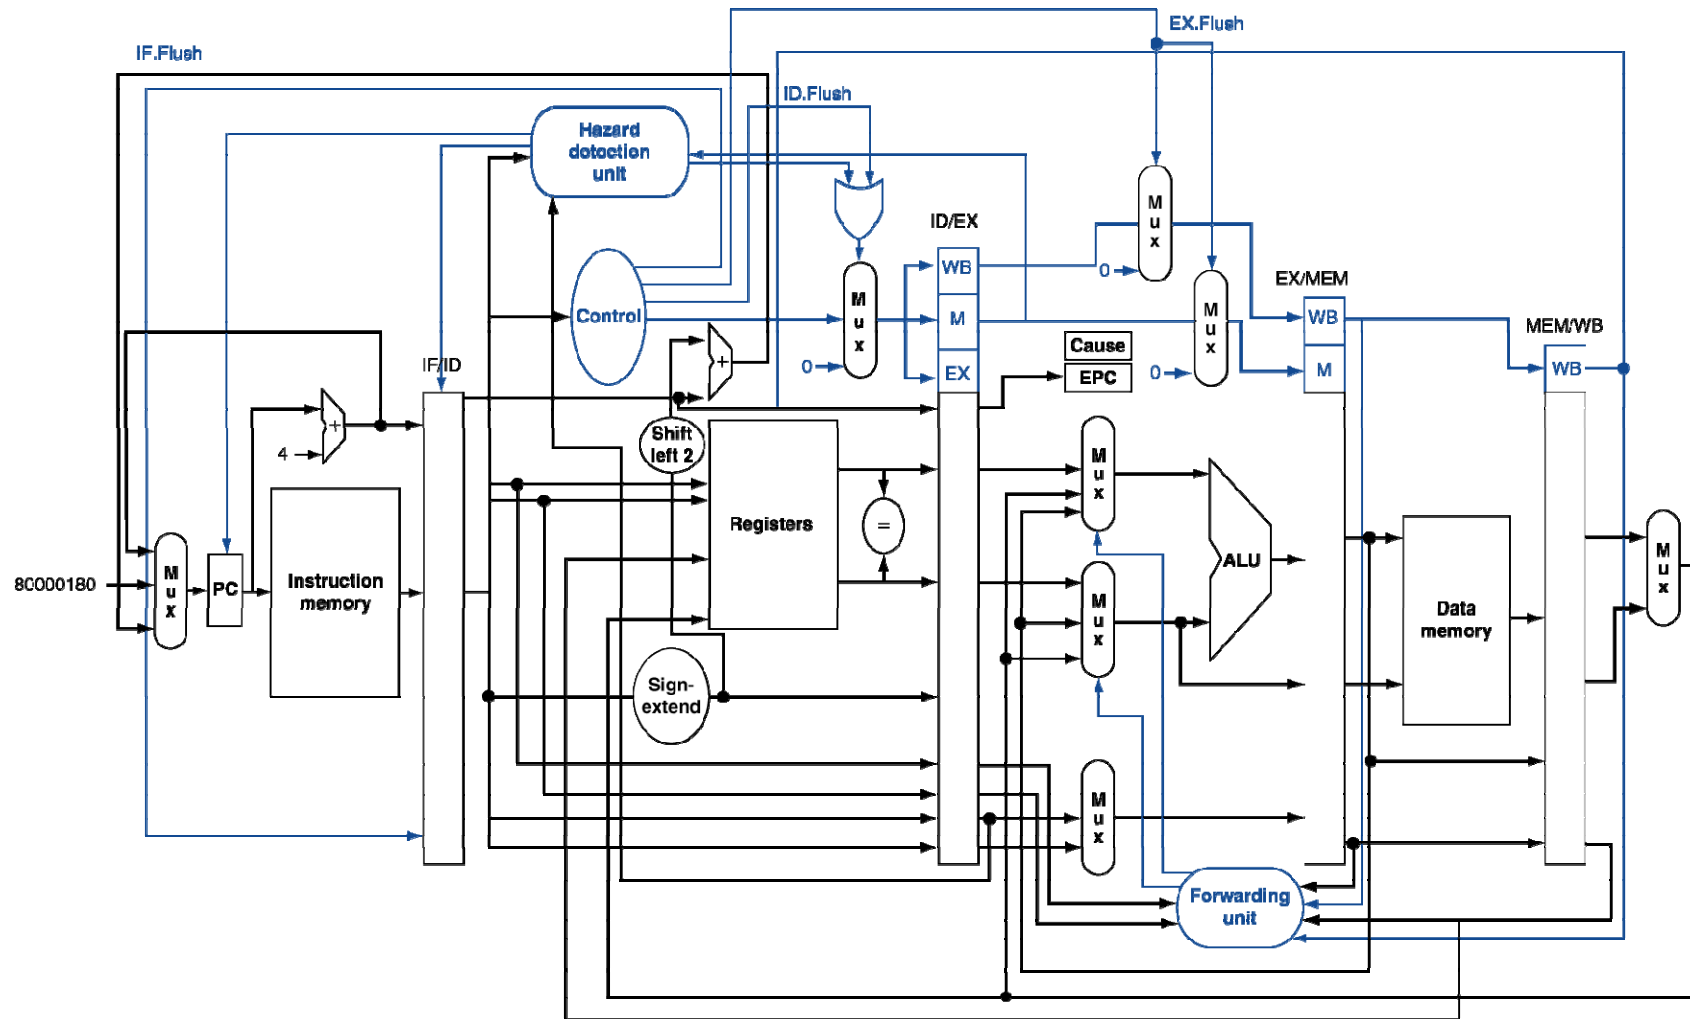 EX.Flush
IF.Flush
ID.Flush
Hazard
detection
unit
M
u
x
ID/EX
WB
0
EX/MEM
Control
M
u
x
M
M
u
x
WB
MEM/WB
+
Cause
IF/ID
0
EX
EPC
0
M
WB
+
4
Shift
left 2
M
u
x
Registers
=
M
u
x
80000180
M
u
x
PC
Instruction
memory
ALU
M
u
x
Data
memory
Sign-
extend
M
u
x
Forwarding
unit